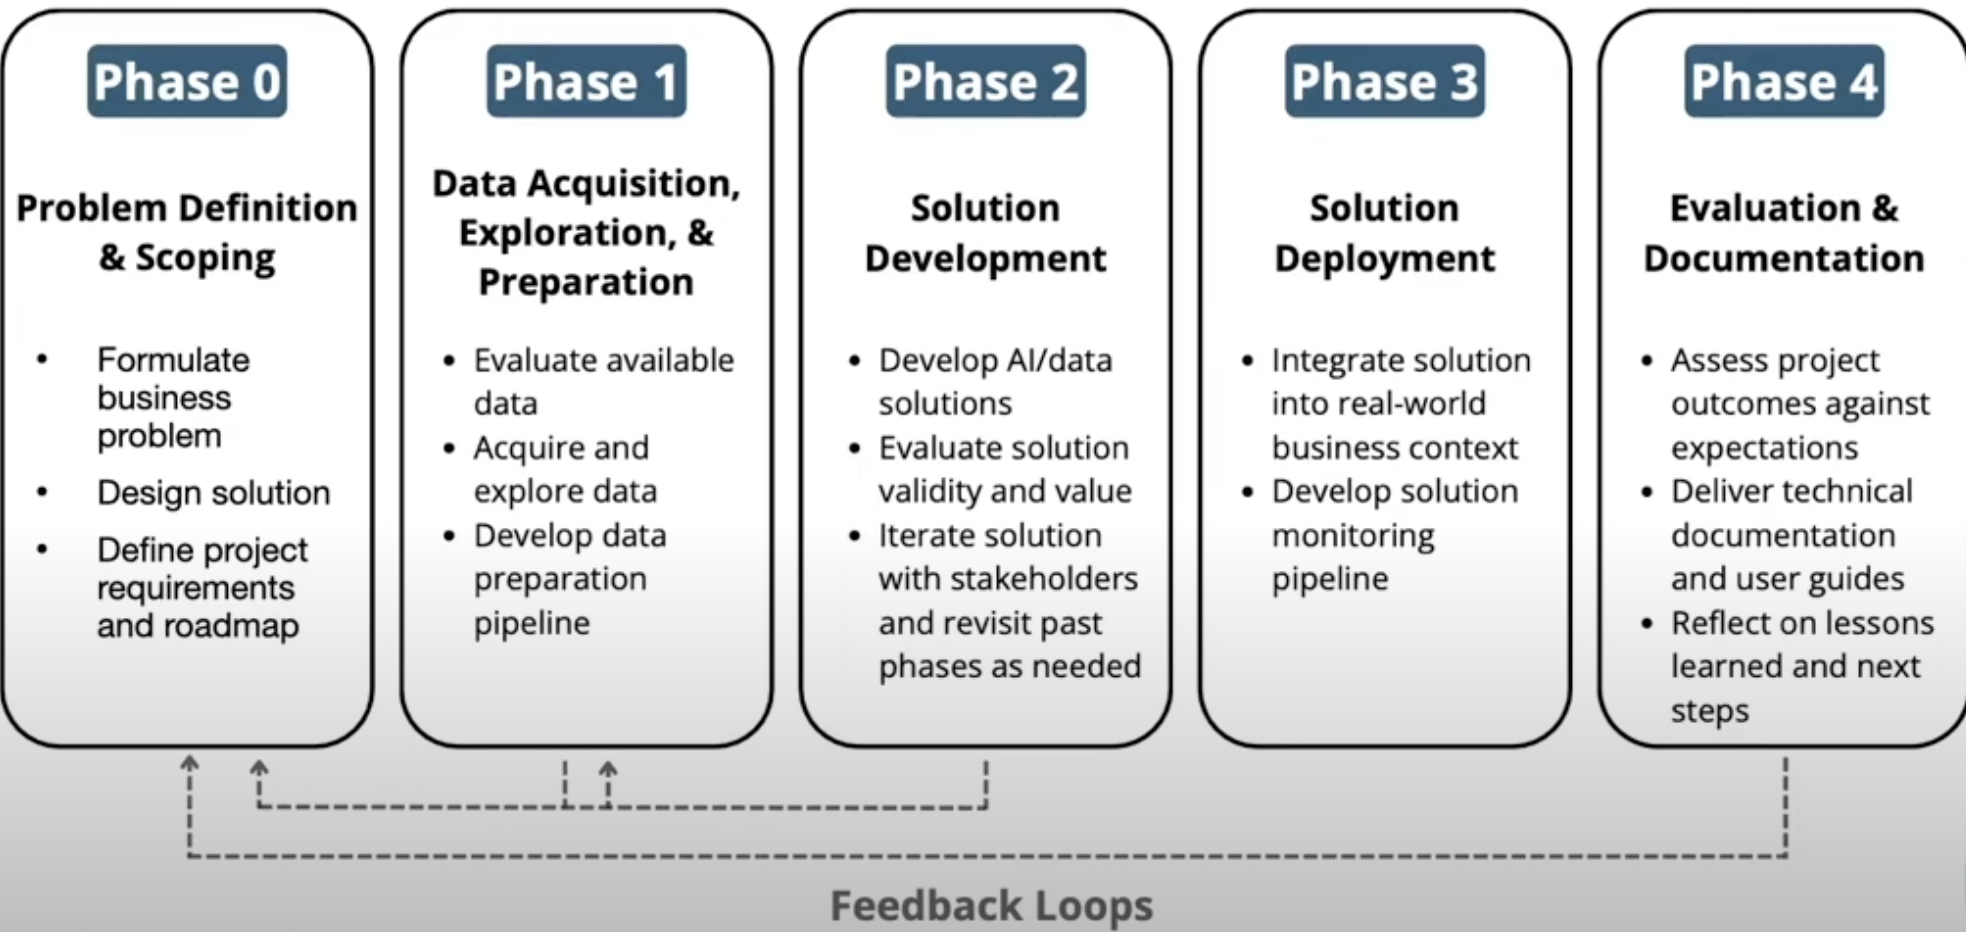 Phase 0
Problem Definition
& Scoping
• Formulate
business
problem
• Design solution
• Define project
requirements
and roadmap
Phase 1
Data Acquisition,
Exploration, &
Preparation
• Evaluate available
data
• Acquire and
explore data
• Develop data
preparation
pipeline
Phase 2
Solution
Development
• Develop AI/data
solutions
• Evaluate solution
validity and value
• Iterate solution
with stakeholders
and revisit past
phases as needed
Phase 3
Solution
Deployment
• Integrate solution
into real-world
business context
• Develop solution
monitoring
pipeline
Phase 4
Evaluation &
Documentation
• Assess project
outcomes against
expectations
• Deliver technical
documentation
and user guides
• Reflect on lessons
learned and next
steps
Feedback Loops